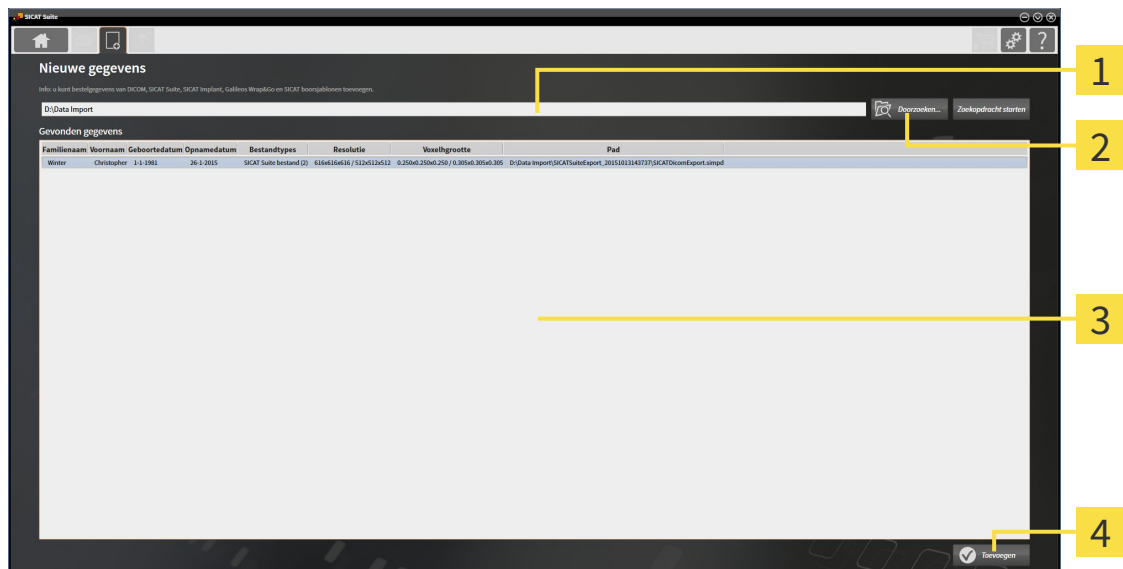 SICAT Suite
?
Nieuwe gegevens
1
Info: u kunt bestelgegevens van DICOM, SICAT Suite, SICAT Implant, Galileos Wrap&Go en SICAT boorsjablonen toevoegen.
D:\Data Import
Doorzoeken...
Zoekopdracht starten
Gevonden gegevens
2
Familienaam Voornaam Geboortedatum Opnamedatum Bestandtypes Resolutie Voxelhgrootte Pad
Winter Christopher 1-1-1981 26-1-2015 SICAT Suite bestand (2) 616x616x616 / 512x512x512 0.250x0.250x0.250 / 0.305x0.305x0.305 D:\Data Import\SICATSuiteExport_20151013143737\SICATDicomExport.simpd
3
4
Toevoegen